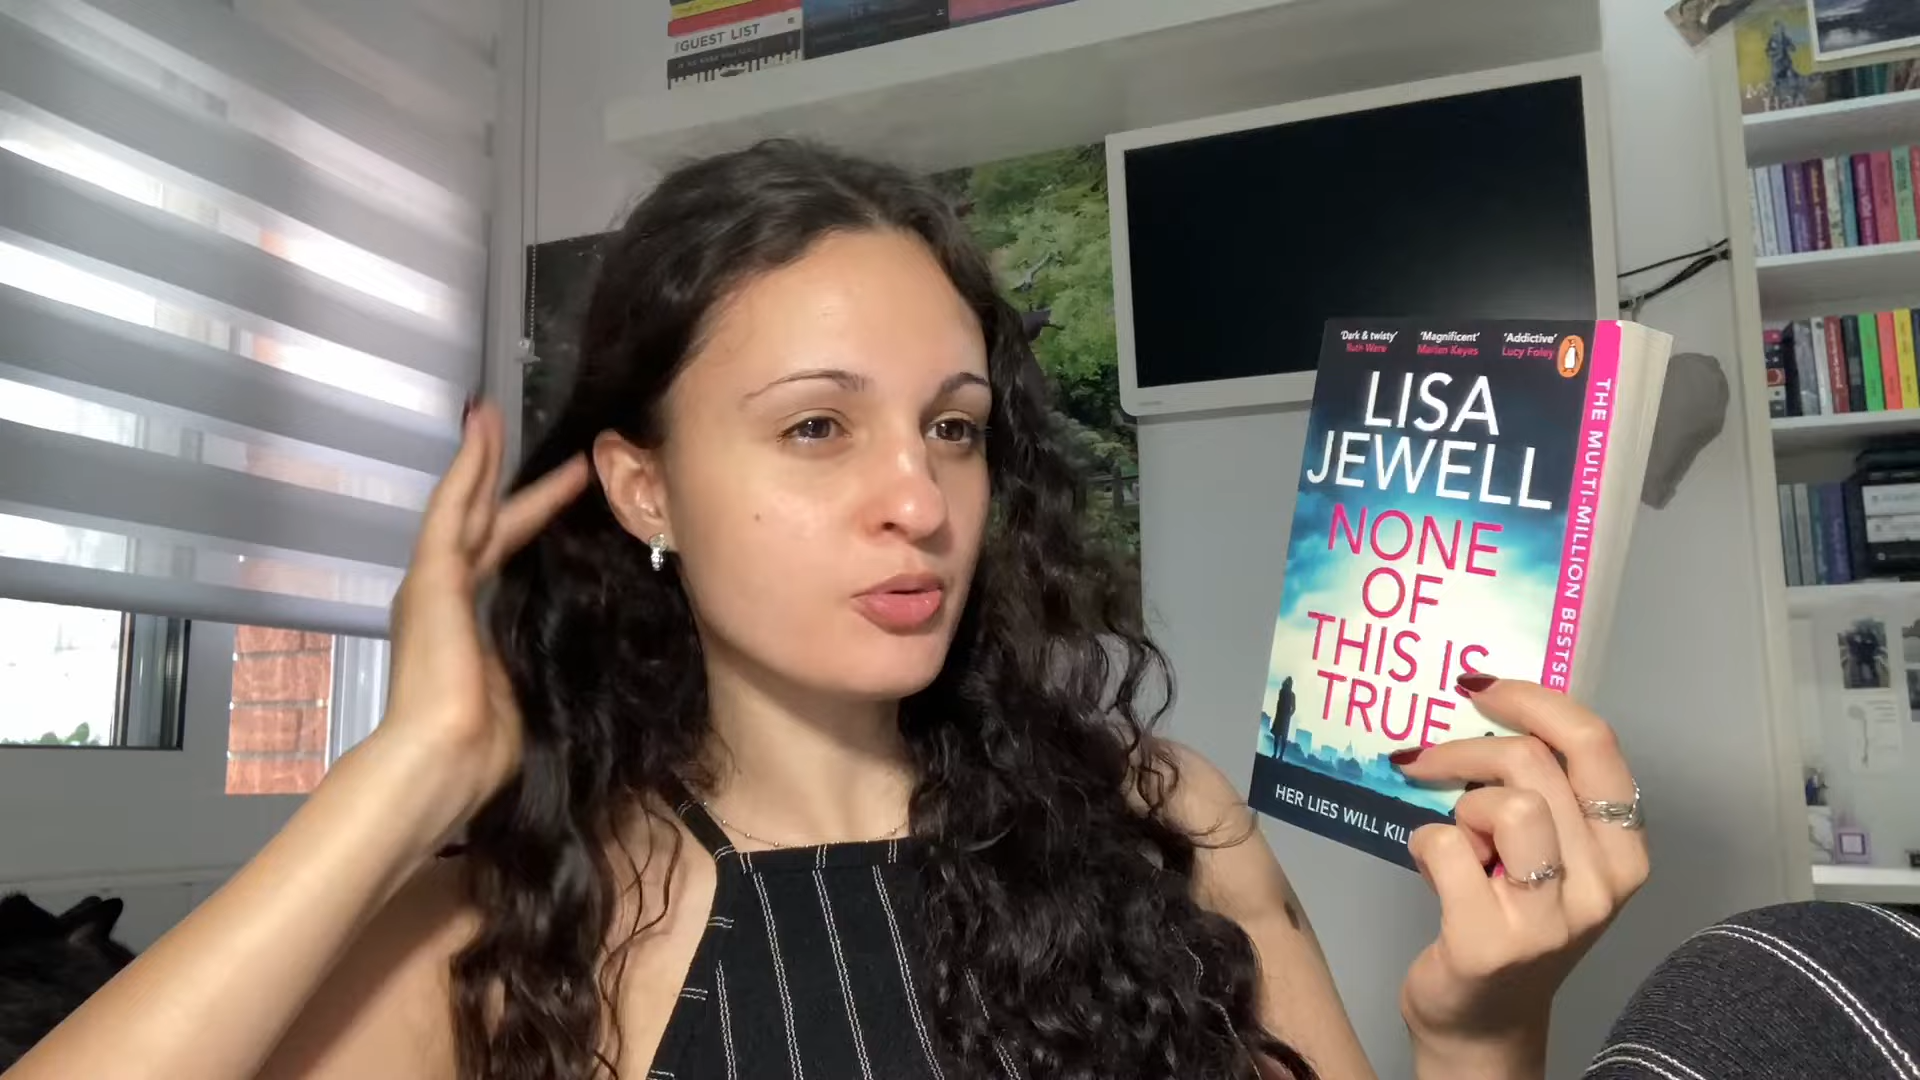 GUEST LIST
'Dark & twisty'
Ruth Ware
'Magnificent'
Marian Keyes
'Addictive'
Lucy Foley
LISA
JEWELL
NONE
OF
THIS IS
TRUE
HER LIES WILL KIL
THE MULTI-MILLION BESTSE